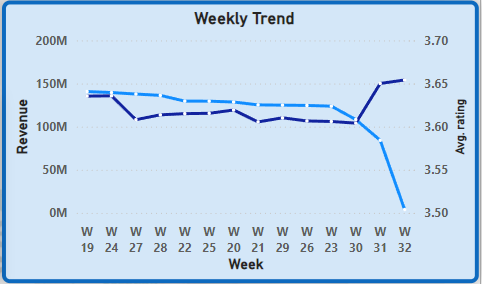 Weekly Trend
200M 3.70
150M 3.65
100M 3.60
50M 3.55
0M 3.50
Revenue
Avg. rating
W W W W W W W W W W W W W W
19 24 27 28 22 25 20 21 29 26 23 30 31 32
Week